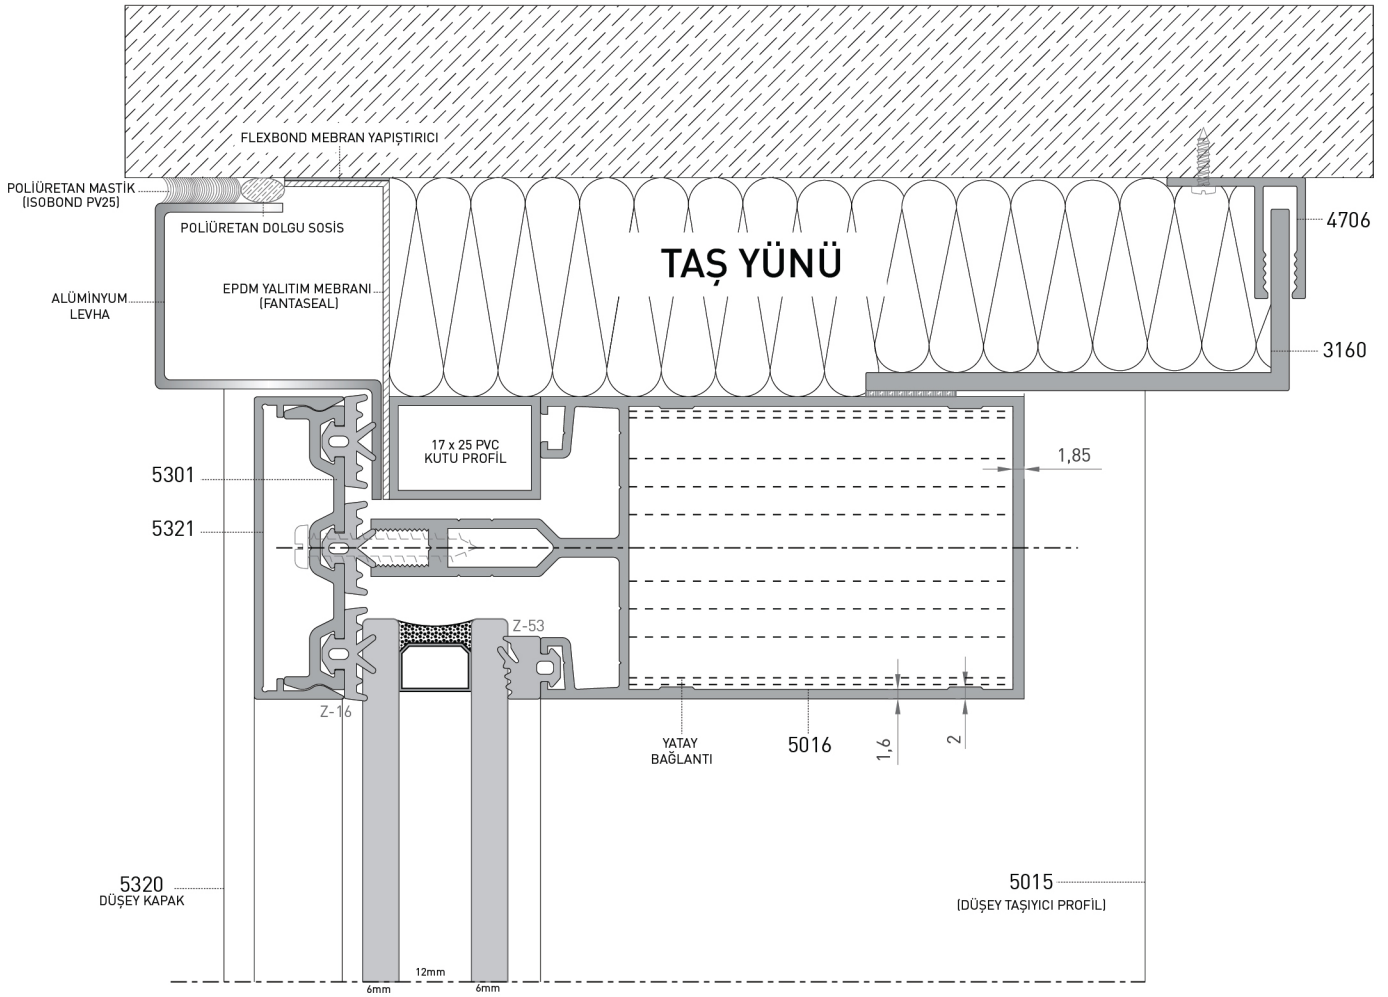 FLEXBOND MEBRAN YAPIŞTIRICI
POLİÜRETAN MASTİK
(ISOBOND PV25)
POLİÜRETAN DOLGU SOSİS
4706
TAŞ YÜNÜ
EPDM YALITIM MEBRANI
(FANTASEAL)
ALÜMİNYUM
LEVHA
3160
17 x 25 PVC
KUTU PROFİL
1,85
5301
5321
Z-53
Z-16
YATAY
BAĞLANTI
5016
1,6
2
5320
DÜŞEY KAPAK
5015
(DÜŞEY TAŞIYICI PROFİL)
12mm
6mm
6mm